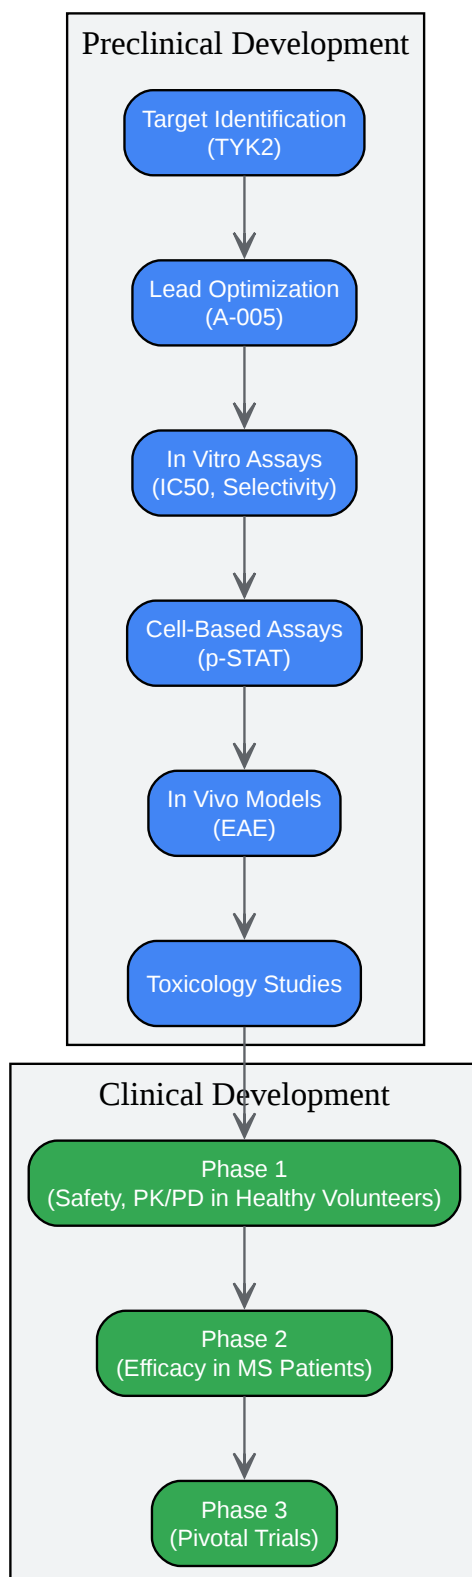 Preclinical Development
Target Identification
(TYK2)
Lead Optimization
(A-005)
In Vitro Assays
(IC50, Selectivity)
Cell-Based Assays
(p-STAT)
In Vivo Models
(EAE)
Toxicology Studies
Clinical Development
Phase 1
(Safety, PK/PD in Healthy Volunteers)
Phase 2
(Efficacy in MS Patients)
Phase 3
(Pivotal Trials)